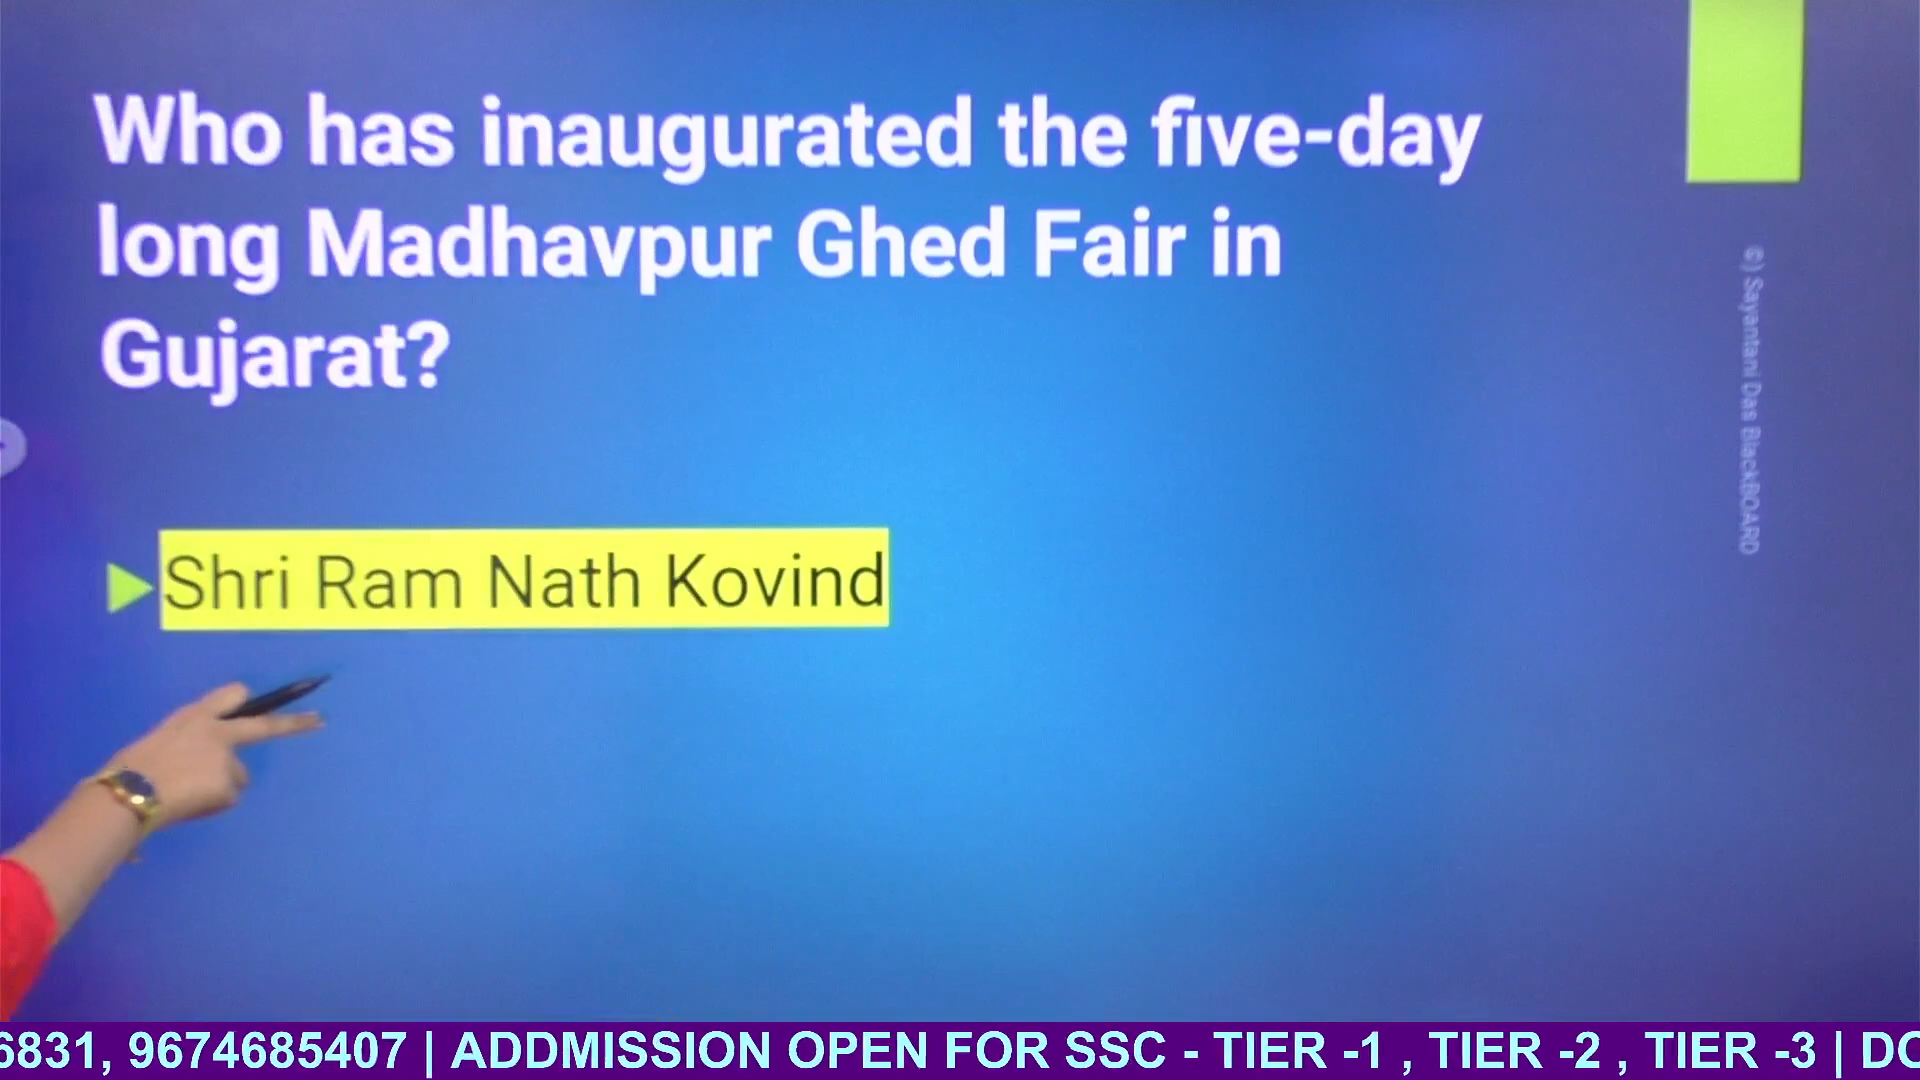 Who has inaugurated the five-day
long Madhavpur Ghed Fair in
Gujarat?
Shri Ram Nath Kovind
©) Sayantani Das BlackBOARD
6831, 9674685407 | ADDMISSION OPEN FOR SSC - TIER -1 , TIER -2 , TIER -3 | DO